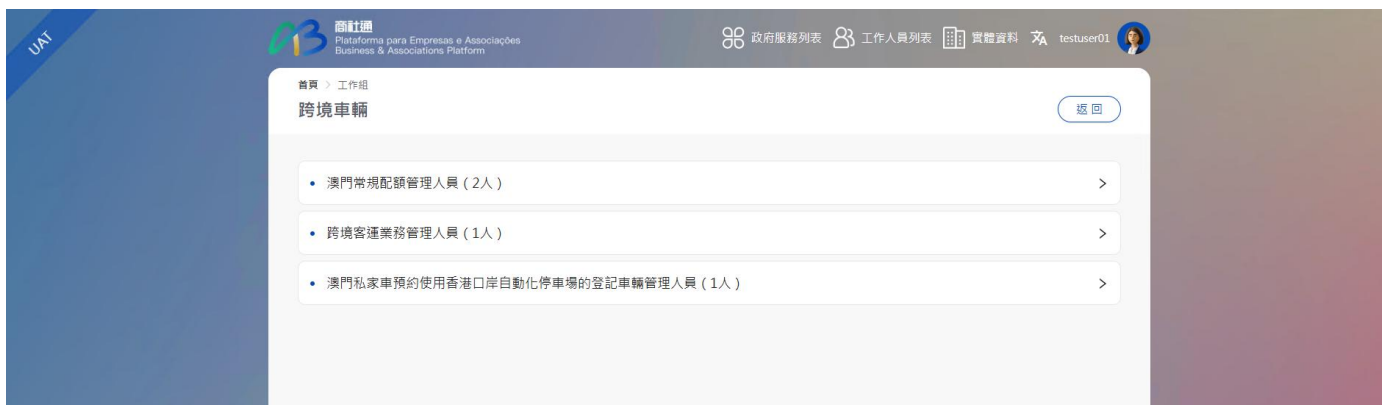 UAT
商社通
Plataforma para Empresas e Associações
Business & Associations Platform
政府服務列表 工作人員列表 實體資料 文A testuser01
首頁 > 工作組
跨境車輛
返回
• 澳門常規配額管理人員（2人） >
• 跨境客運業務管理人員（1人） >
• 澳門私家車預約使用香港口岸自動化停車場的登記車輛管理人員（1人） >